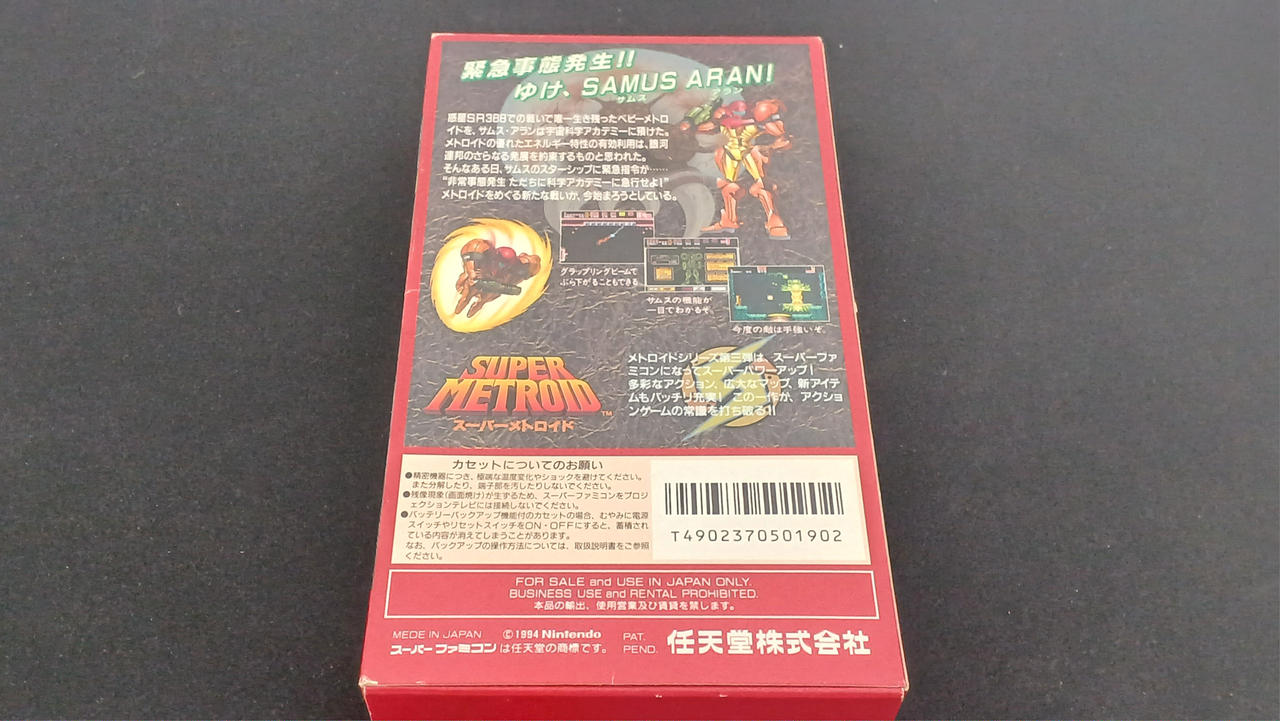 緊急事態発生!!
ゆけ、SAMUS ARAN!
サムス アラン
惑星SR388での戦いで唯一生き残ったベビーメトロ
イドを、サムス・アランは宇宙科学アカデミーに預けた。
メトロイドの優れたエネルギー特性の有効利用は、銀河
連邦のさらなる発展を約束するものと思われた。
そんなある日、サムスのスターシップに緊急指令が……
“非常事態発生 ただちに科学アカデミーに急行せよ!”
メトロイドをめぐる新たな戦いが、今始まろうとしている。
グラップリングビームで
ぶら下がることもできる
サムスの機能が
一目でわかるぞ。
今度の敵は手強いぞ。
SUPER
METROID™
スーパーメトロイド
メトロイドシリーズ第三弾は、スーパーファ
ミコンになってスーパーパワーアップ!
多彩なアクション、広大なマップ、新アイテ
ムもバッチリ充実! この一作が、アクショ
ンゲームの常識を打ち破る!!
カセットについてのお願い
●精密機器につき、極端な温度変化やショックを避けてください。
また分解したり、端子部を汚したりしないでください。
●残像現象(画面焼け)が生ずるため、スーパーファミコンをプロジ
ェクションテレビには接続しないでください。
●バッテリーバックアップ機能付のカセットの場合、むやみに電源
スイッチやリセットスイッチをON・OFFにすると、蓄積され
ている内容が消えてしまうことがあります。
なお、バックアップの操作方法については、取扱説明書をご参照
ください。
T4902370501902
FOR SALE and USE IN JAPAN ONLY.
BUSINESS USE and RENTAL PROHIBITED.
本品の輸出、使用営業及び賃貸を禁じます。
MADE IN JAPAN ©1994 Nintendo
スーパーファミコンは任天堂の商標です。
PAT.
PEND.
任天堂株式会社